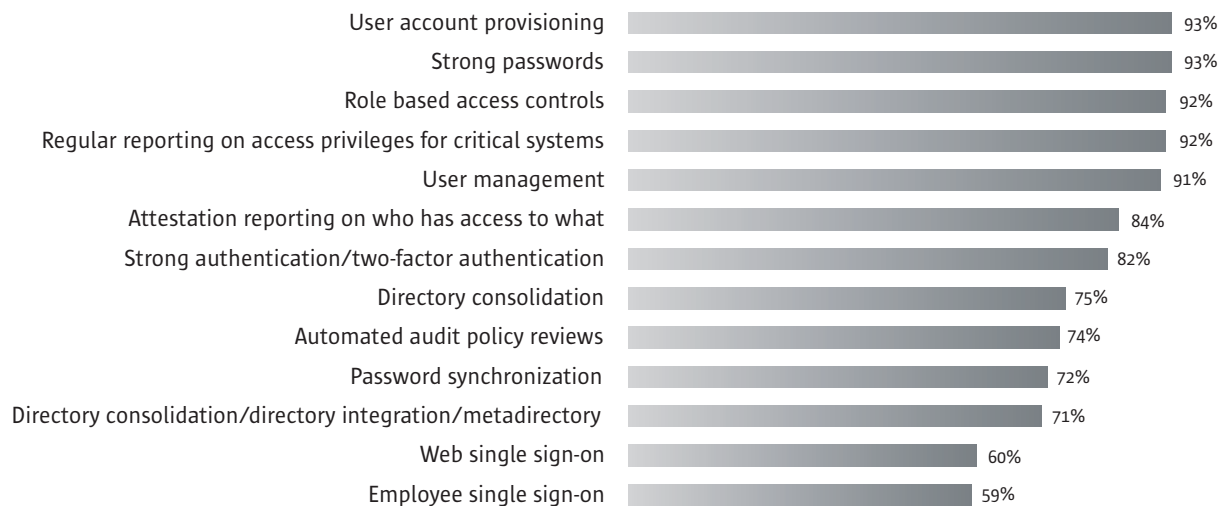 User account provisioning 93%
Strong passwords 93%
Role based access controls 92%
Regular reporting on access privileges for critical systems 92%
User management 91%
Attestation reporting on who has access to what 84%
Strong authentication/two-factor authentication 82%
Directory consolidation 75%
Automated audit policy reviews 74%
Password synchronization 72%
Directory consolidation/directory integration/metadirectory 71%
Web single sign-on 60%
Employee single sign-on 59%